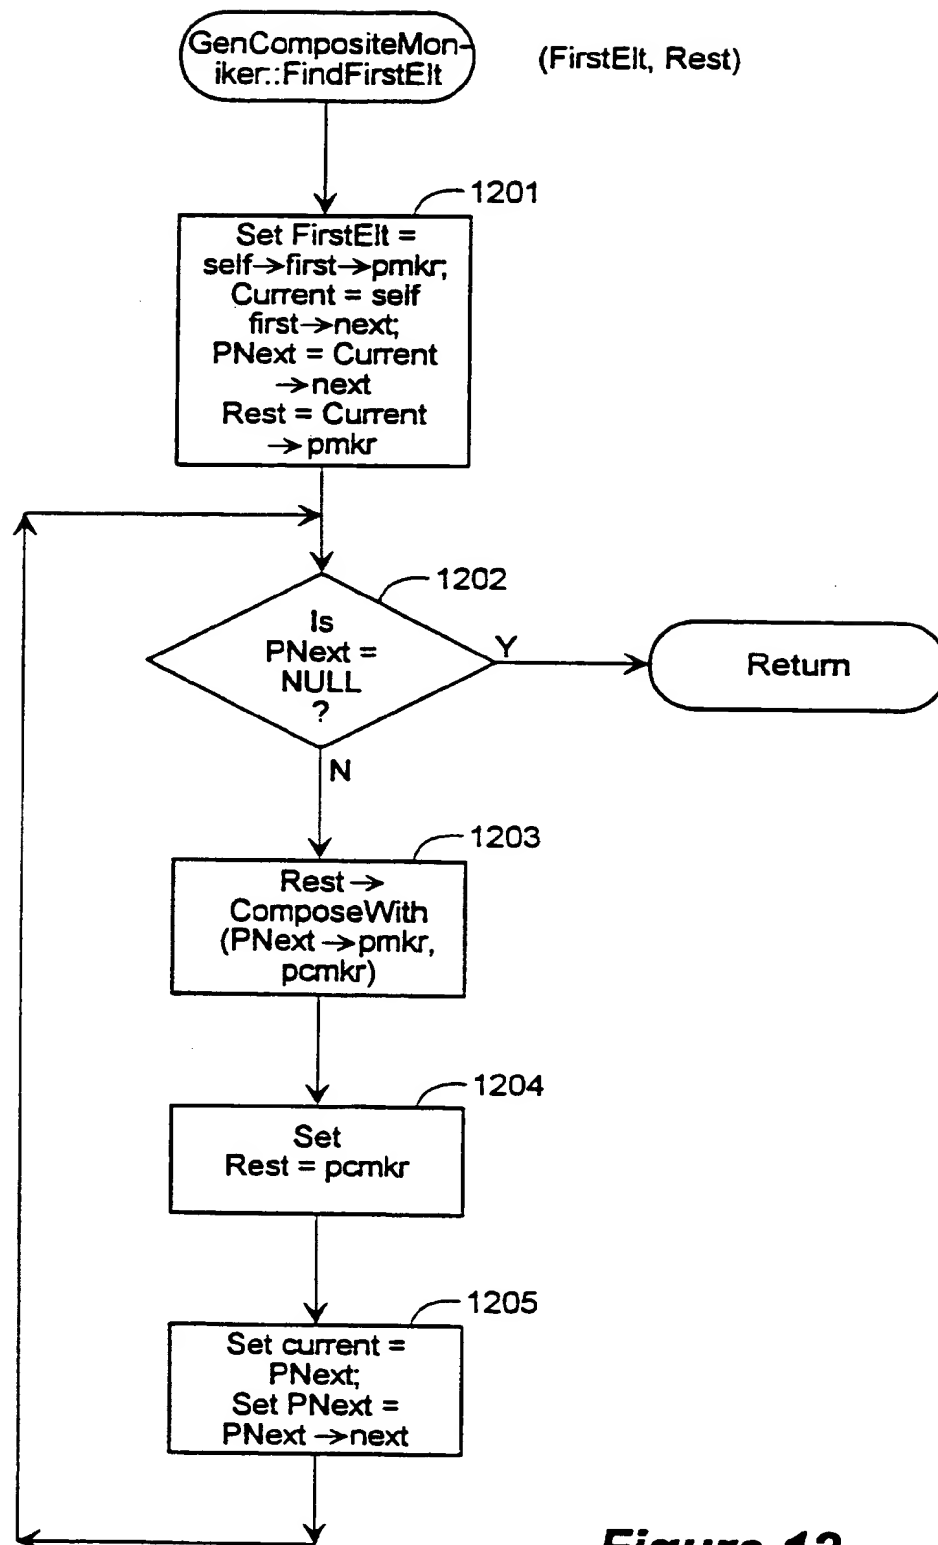 GenCompositeMon-
iker::FindFirstElt
(FirstElt, Rest)
1201
Set FirstElt =
self→first→pmkr;
Current = self
first→next;
PNext = Current
→next
Rest = Current
→pmkr
1202
Is
PNext =
NULL
?
Y
Return
N
1203
Rest→
ComposeWith
(PNext→pmkr,
pcmkr)
1204
Set
Rest = pcmkr
1205
Set current =
PNext;
Set PNext =
PNext→next
Figure 12